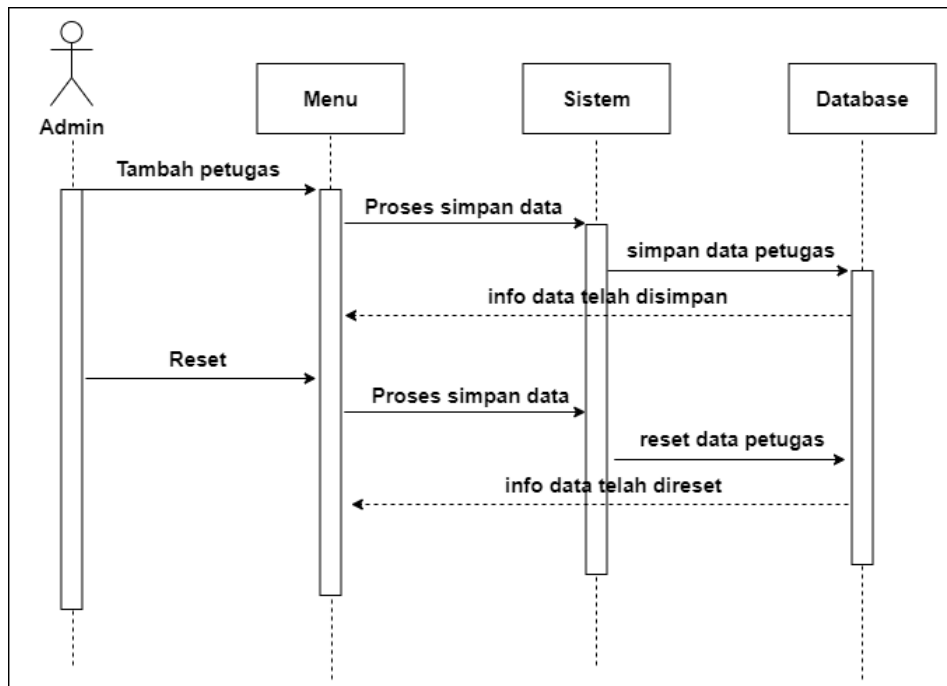 Admin
Menu
Sistem
Database
Tambah petugas
Proses simpan data
simpan data petugas
info data telah disimpan
Reset
Proses simpan data
reset data petugas
info data telah direset